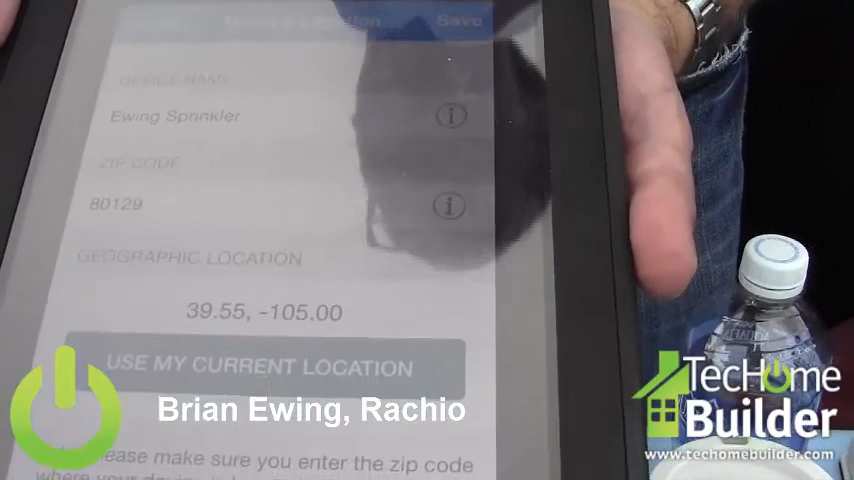 Save
DEVICE NAME
Ewing Sprinkler
ZIP CODE
80129
GEOGRAPHIC LOCATION
39.55, -105.00
USE MY CURRENT LOCATION
Brian Ewing, Rachio
please make sure you enter the zip code
TecHome
Builder
www.techomebuilder.com